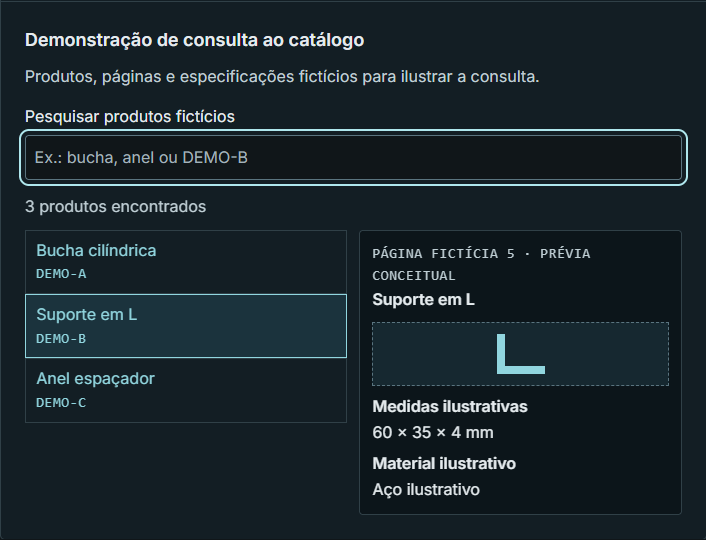 Demonstração de consulta ao catálogo
Produtos, páginas e especificações fictícios para ilustrar a consulta.
Pesquisar produtos fictícios
Ex.: bucha, anel ou DEMO-B
3 produtos encontrados
Bucha cilíndrica
DEMO-A
Suporte em L
DEMO-B
Anel espaçador
DEMO-C
PÁGINA FICTÍCIA 5 · PRÉVIA
CONCEITUAL
Suporte em L
Medidas ilustrativas
60 × 35 × 4 mm
Material ilustrativo
Aço ilustrativo